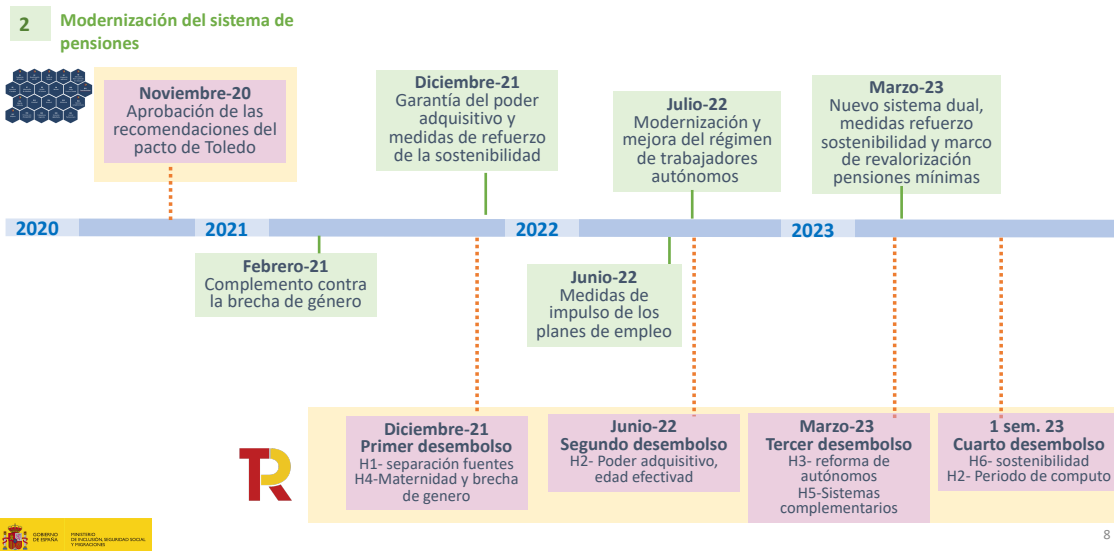 2
Modernización del sistema de
pensiones
Noviembre-20
Aprobación de las
recomendaciones del
pacto de Toledo
Diciembre-21
Garantía del poder
adquisitivo y
medidas de refuerzo
de la sostenibilidad
Julio-22
Modernización y
mejora del régimen
de trabajadores
autónomos
Marzo-23
Nuevo sistema dual,
medidas refuerzo
sostenibilidad y marco
de revalorización
pensiones mínimas
2020
2021
2022
2023
Febrero-21
Complemento contra
la brecha de género
Junio-22
Medidas de
impulso de los
planes de empleo
Diciembre-21
Primer desembolso
H1- separación fuentes
H4-Maternidad y brecha
de genero
Junio-22
Segundo desembolso
H2- Poder adquisitivo,
edad efectivad
Marzo-23
Tercer desembolso
H3- reforma de
autónomos
H5-Sistemas
complementarios
1 sem. 23
Cuarto desembolso
H6- sostenibilidad
H2- Periodo de computo
TR
GOBIERNO
DE ESPAÑA
MINISTERIO
DE INCLUSIÓN, SEGURIDAD SOCIAL
Y MIGRACIONES
8